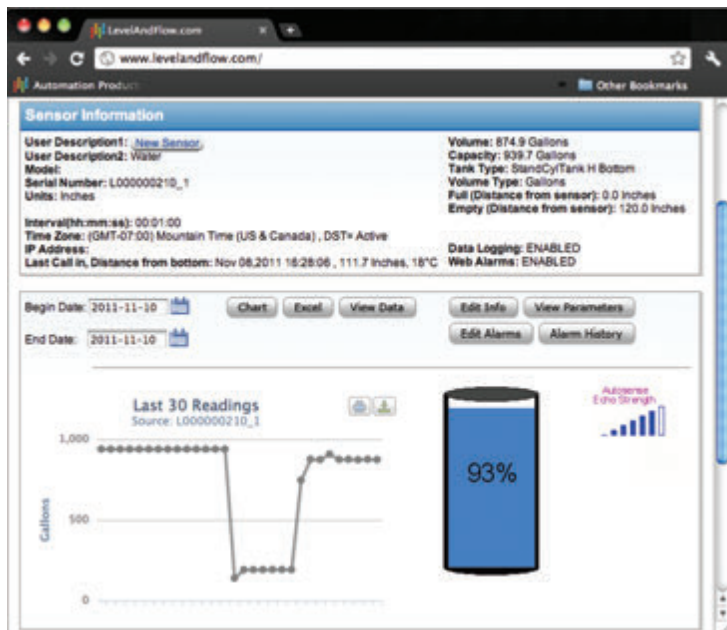 LevelAndFlow.com
www.levelandflow.com/
Automation Produc
Other Bookmarks
Sensor Information
User Description1: New Sensor
User Description2: Water
Model:
Serial Number: L000000210_1
Units: Inches
Interval(hh:mm:ss): 00:01:00
Time Zone: (GMT-07:00) Mountain Time (US & Canada) , DST= Active
IP Address:
Last Call in, Distance from bottom: Nov 08,2011 16:28:06 , 111.7 Inches, 18°C
Volume: 874.9 Gallons
Capacity: 939.7 Gallons
Tank Type: StandCylTank H Bottom
Volume Type: Gallons
Full (Distance from sensor): 0.0 Inches
Empty (Distance from sensor): 120.0 Inches
Data Logging: ENABLED
Web Alarms: ENABLED
Begin Date: 2011-11-10
Chart
Excel
View Data
Edit Info
View Parameters
End Date: 2011-11-10
Edit Alarms
Alarm History
Last 30 Readings
Source: L000000210_1
1,000
500
0
Gallons
93%
Autosense
Echo Strength